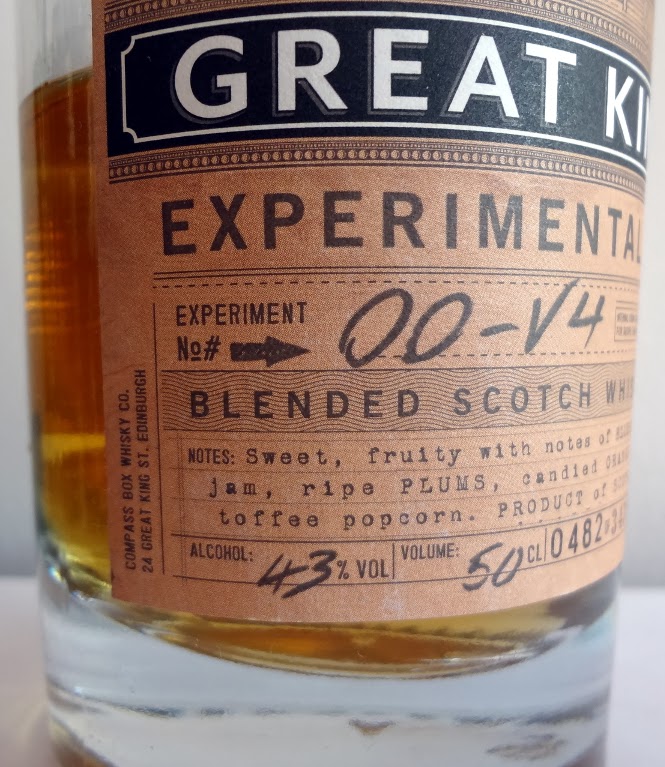 GREAT
EXPERIMENTAL
EXPERIMENT
No#
00-V4
BLENDED SCOTCH
NOTES: Sweet, fruity with notes of
jam, ripe PLUMS, candied
toffee popcorn. PRODUCT of
ALCOHOL: 43% VOL
VOLUME: 50 CL
0482
COMPASS BOX WHISKY CO.
24 GREAT KING ST. EDINBURGH